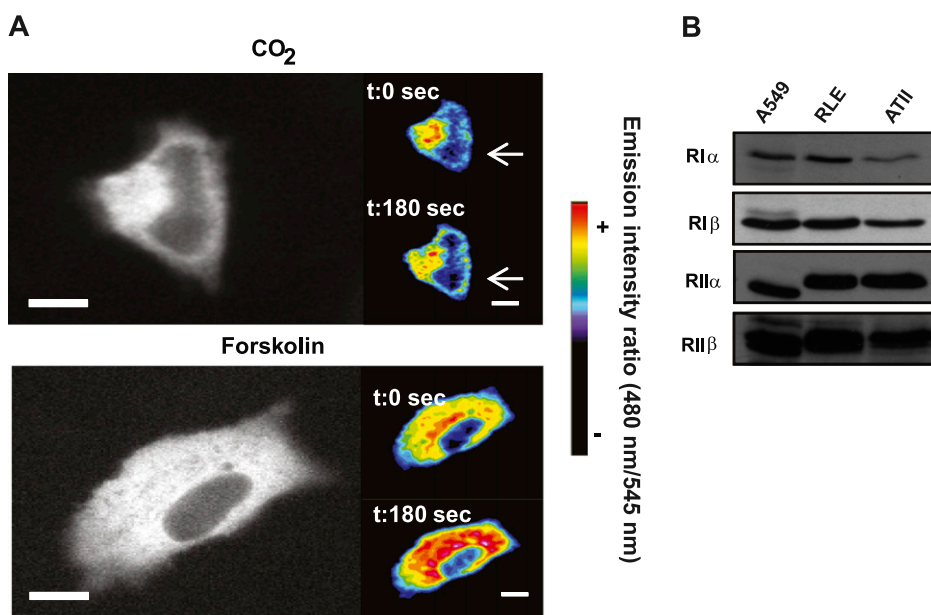 A
CO2
t:0 sec
t:180 sec
Forskolin
t:0 sec
t:180 sec
+
-
Emission intensity ratio (480 nm/545 nm)
B
A549 RLE ATII
RIα
RIβ
RIIα
RIIβ